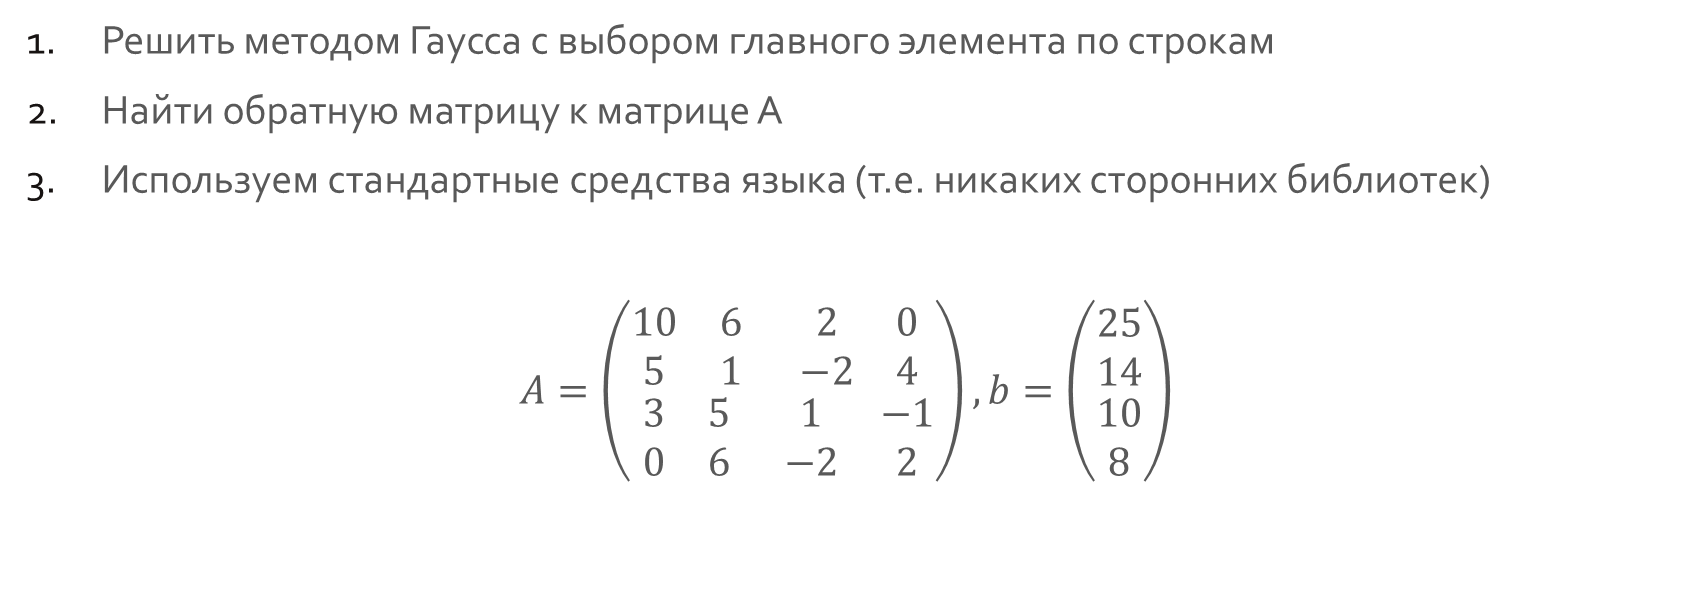 1. Решить методом Гаусса с выбором главного элемента по строкам
2. Найти обратную матрицу к матрице А
3. Используем стандартные средства языка (т.е. никаких сторонних библиотек)
10 6 2 0 25
5 1 −2 4 14
A = , b =
3 5 1 −1 10
0 6 −2 2 8